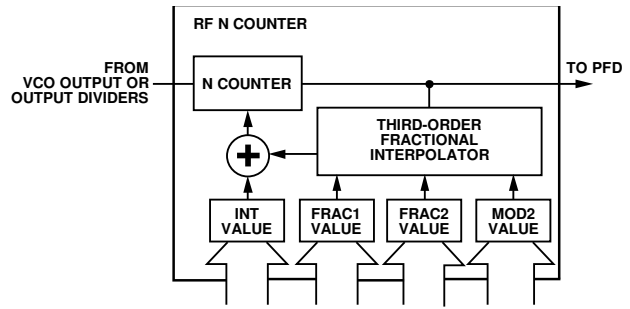 RF N COUNTER
FROM
VCO OUTPUT OR
OUTPUT DIVIDERS
N COUNTER
TO PFD
THIRD-ORDER
FRACTIONAL
INTERPOLATOR
+
INT
VALUE
FRAC1
VALUE
FRAC2
VALUE
MOD2
VALUE